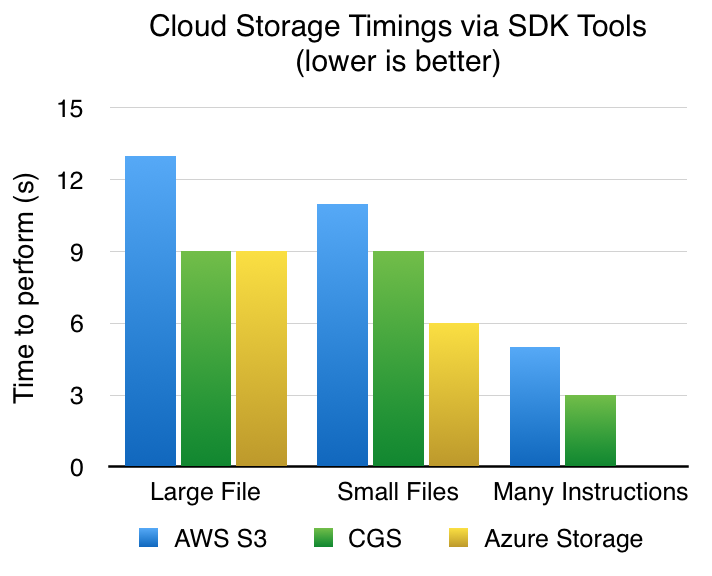 Cloud Storage Timings via SDK Tools
(lower is better)
Time to perform (s)
15
12
9
6
3
0
Large File
Small Files
Many Instructions
AWS S3
CGS
Azure Storage